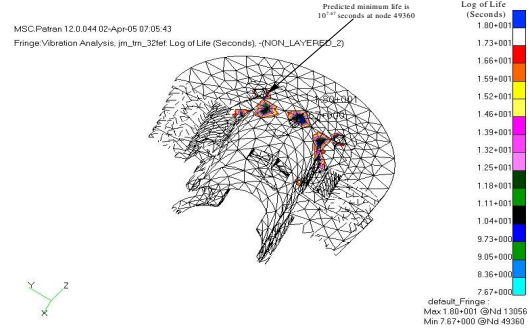 Predicted minimum life is
10^7.67 seconds at node 49360
Log of Life
(Seconds)
MSC.Patran 12.0.044 02-Apr-05 07:05:43
Fringe:Vibration Analysis, jm_trn_32fef: Log of Life (Seconds), -(NON_LAYERED_2)
1.80+001
1.73+001
1.66+001
1.59+001
1.52+001
1.46+001
1.39+001
1.32+001
1.25+001
1.18+001
1.11+001
1.04+001
9.73+000
9.05+000
8.36+000
7.67+000
Y
Z
X
default_Fringe :
Max 1.80+001 @Nd 13056
Min 7.67+000 @Nd 49360